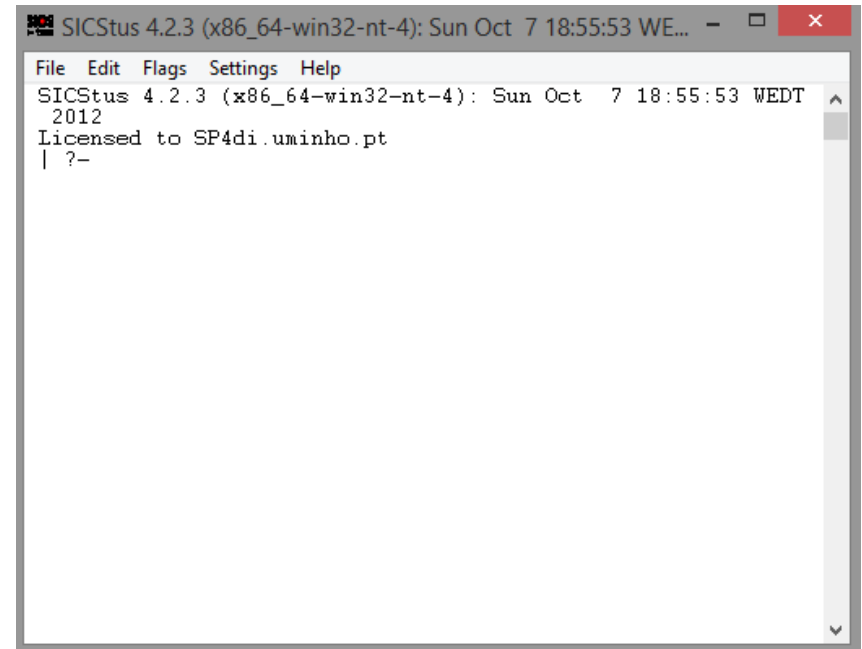 SICStus 4.2.3 (x86_64-win32-nt-4): Sun Oct  7 18:55:53 WE...
File Edit Flags Settings Help
SICStus 4.2.3 (x86_64-win32-nt-4): Sun Oct  7 18:55:53 WEDT
 2012
Licensed to SP4di.uminho.pt
| ?-